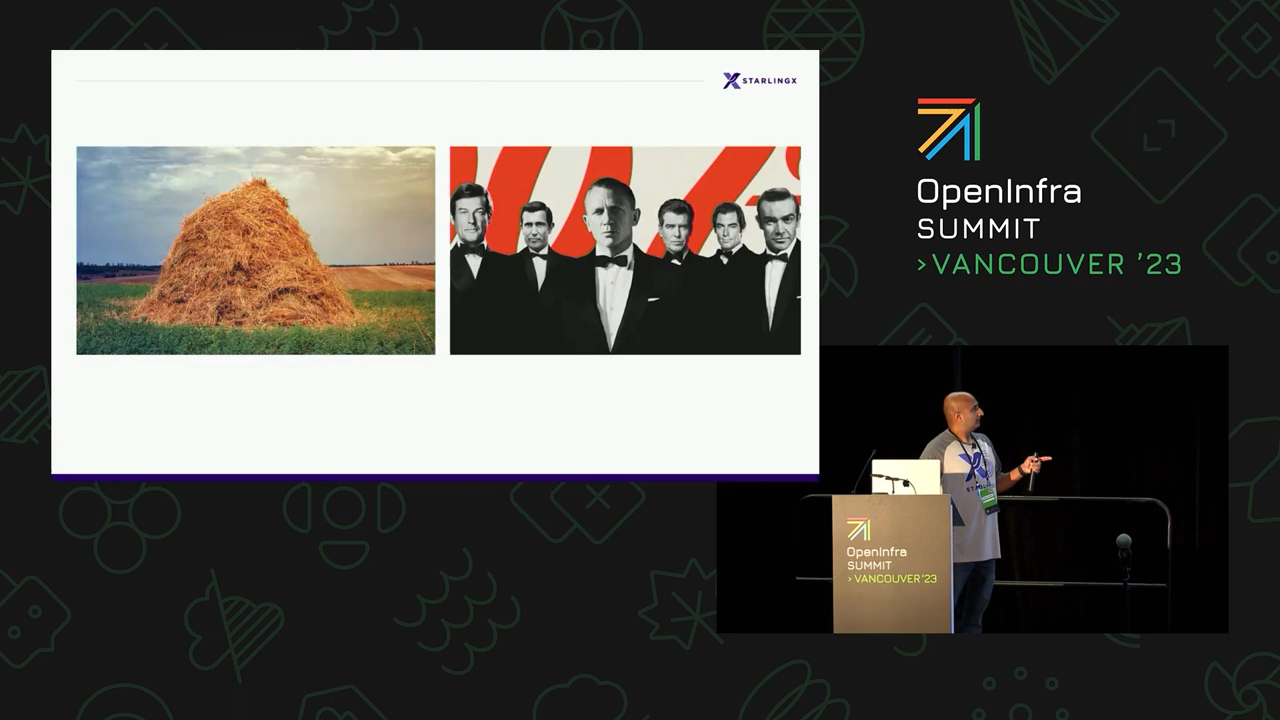 STARLINGX
OpenInfra
SUMMIT
>VANCOUVER '23
OpenInfra
SUMMIT
> VANCOUVER '23